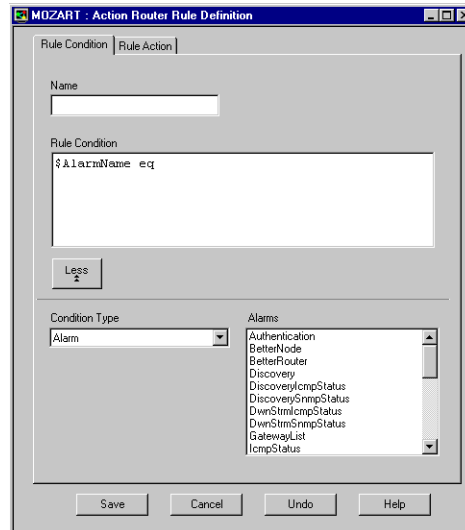 MOZART : Action Router Rule Definition
Rule Condition
Rule Action
Name
Rule Condition
$AlarmName eq
Less
Condition Type
Alarms
Alarm
Authentication
BetterNode
BetterRouter
Discovery
DiscoveryIcmpStatus
DiscoverySnmpStatus
DwnStrmIcmpStatus
DwnStrmSnmpStatus
GatewayList
IcmpStatus
Save
Cancel
Undo
Help